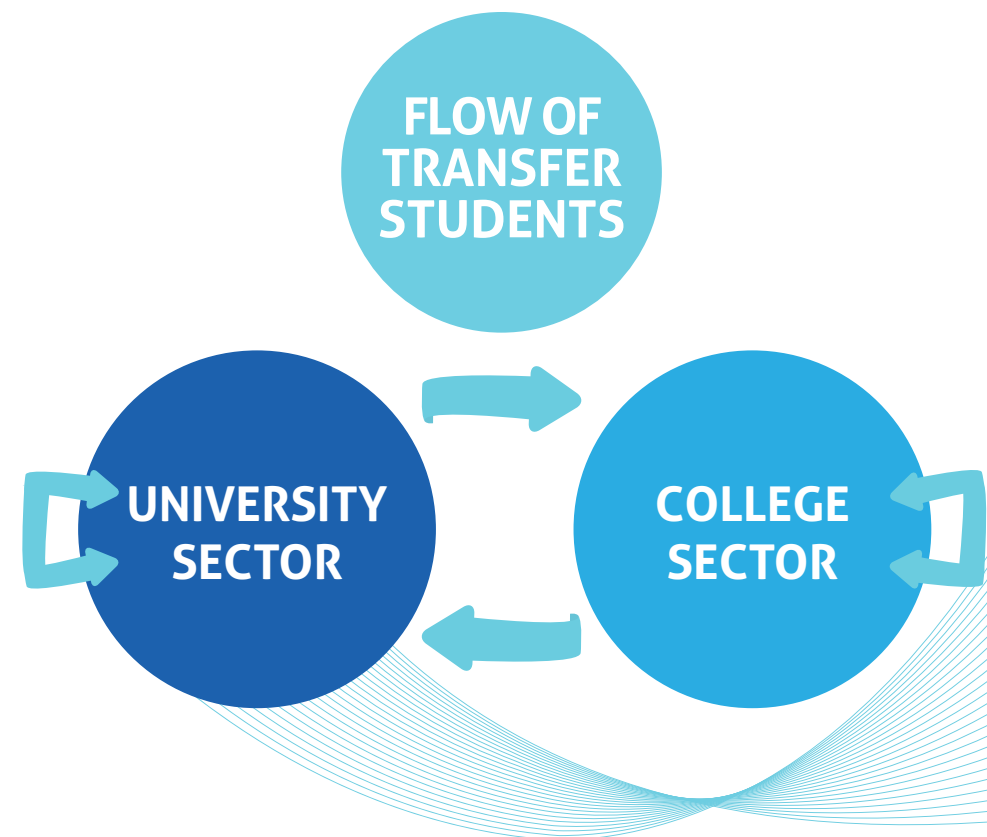 FLOW OF
TRANSFER
STUDENTS
UNIVERSITY
SECTOR
COLLEGE
SECTOR